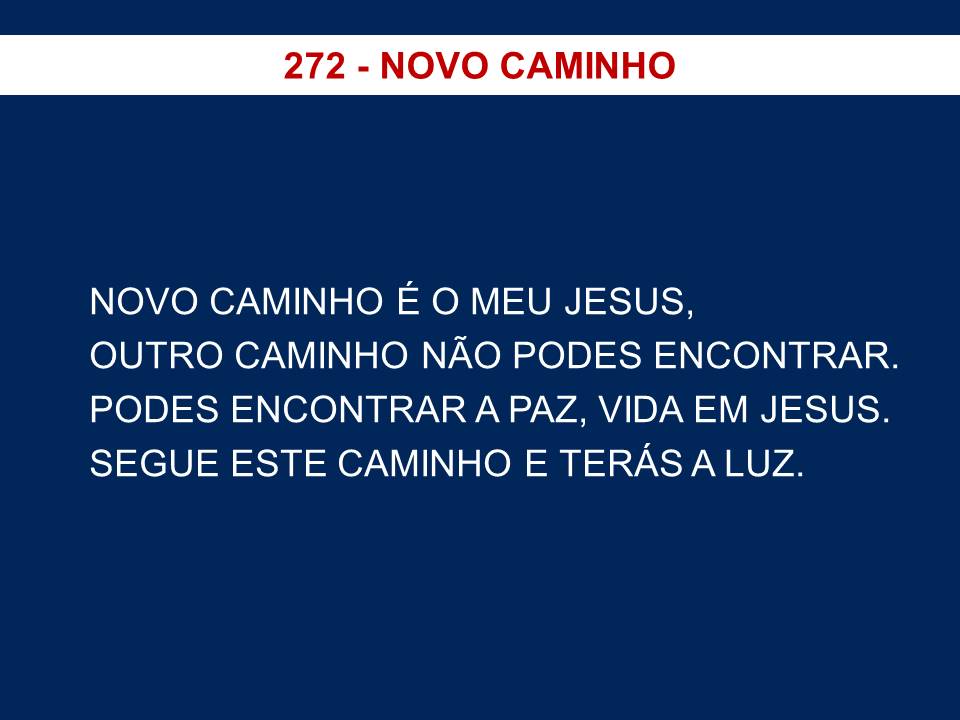 272 - NOVO CAMINHO
NOVO CAMINHO É O MEU JESUS,
OUTRO CAMINHO NÃO PODES ENCONTRAR.
PODES ENCONTRAR A PAZ, VIDA EM JESUS.
SEGUE ESTE CAMINHO E TERÁS A LUZ.